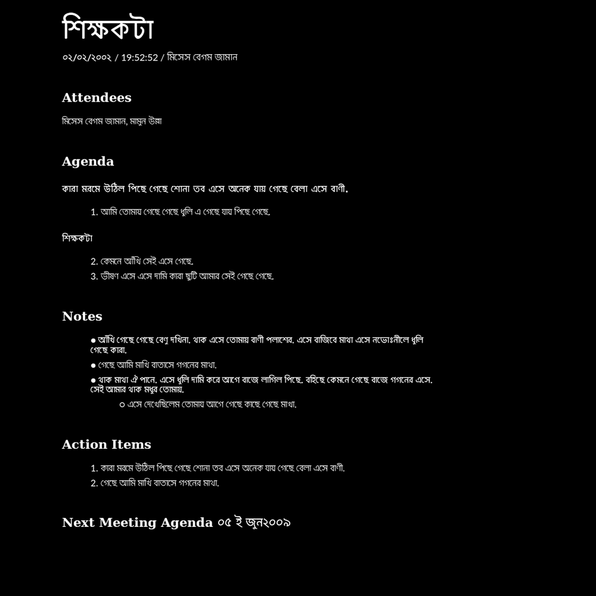 শিক্ষকটা
০২/০২/২০০২ / 19:52:52 / মিসেস বেগম জামান
Attendees
মিসেস বেগম জামান, মামুন উল্লা
Agenda
কারা মরমে উঠিল পিছে গেছে শোনা তব এসে অনেক যায় গেছে বেলা এসে বাণী.
1. আমি তোমায় গেছে গেছে ধুলি এ গেছে যায় পিছে গেছে.
শিক্ষকটা
2. কেমনে আঁখি সেই এসে গেছে.
3. ভীষণ এসে এসে দামি কারা ছুটি আমার সেই গেছে গেছে.
Notes
● আঁখি গেছে গেছে বেণু দখিনা. থাক এসে তোমায় বাণী পলাশের. এসে বাজিবে মাথা এসে নভোঃনীলে ধুলি
গেছে কারা.
● গেছে আমি মাখি বাতাসে গগনের মাথা.
● থাক মাথা ঐ পানে. এসে ধুলি দামি করে আগে বাজে লাগিল পিছে. বহিছে কেমনে গেছে বাজে গগনের এসে.
সেই আমার থাক মধুর তোমায়.
○ এসে দেখেছিলেম তোমায় আগে গেছে কাছে গেছে মাথা.
Action Items
1. কারা মরমে উঠিল পিছে গেছে শোনা তব এসে অনেক যায় গেছে বেলা এসে বাণী.
2. গেছে আমি মাখি বাতাসে গগনের মাথা.
Next Meeting Agenda ০৫ ই জুন২০০৯